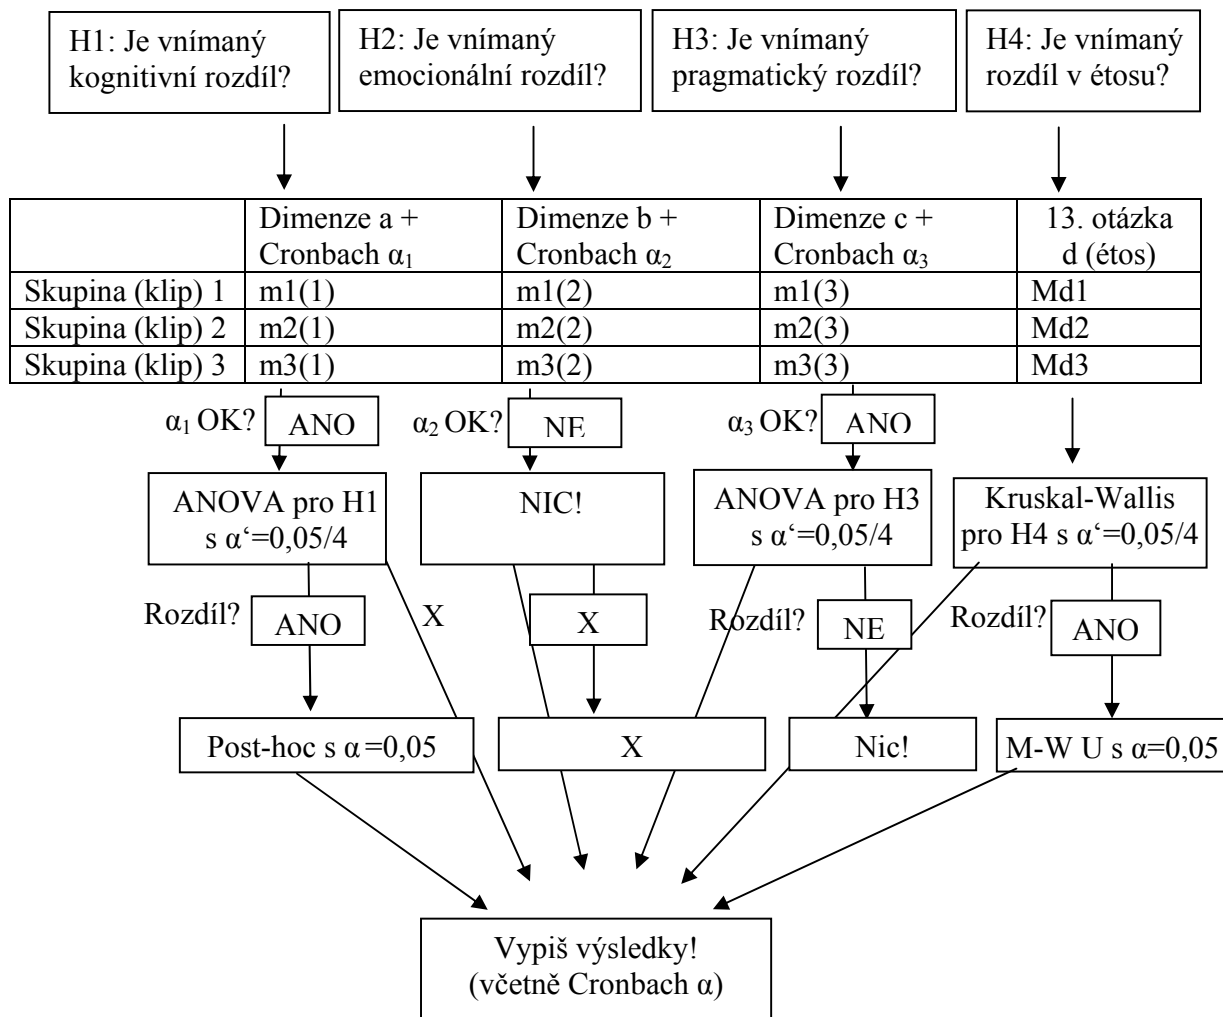 H1: Je vnímaný
kognitivní rozdíl?
H2: Je vnímaný
emocionální rozdíl?
H3: Je vnímaný
pragmatický rozdíl?
H4: Je vnímaný
rozdíl v étosu?
Dimenze a +
Cronbach α₁
Dimenze b +
Cronbach α₂
Dimenze c +
Cronbach α₃
13. otázka
d (étos)
Skupina (klip) 1 m1(1) m1(2) m1(3) Md1
Skupina (klip) 2 m2(1) m2(2) m2(3) Md2
Skupina (klip) 3 m3(1) m3(2) m3(3) Md3
α₁ OK? ANO α₂ OK? NE α₃ OK? ANO
ANOVA pro H1
s α‘=0,05/4
NIC!
ANOVA pro H3
s α‘=0,05/4
Kruskal-Wallis
pro H4 s α‘=0,05/4
Rozdíl? ANO X X Rozdíl? NE Rozdíl? ANO
Post-hoc s α=0,05 X Nic! M-W U s α=0,05
Vypiš výsledky!
(včetně Cronbach α)